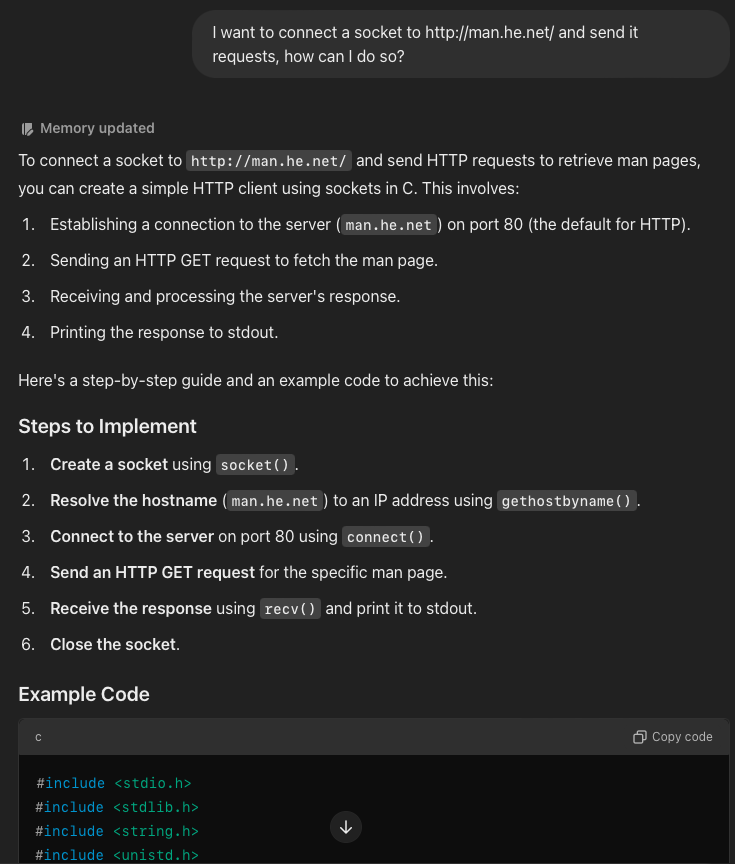 I want to connect a socket to http://man.he.net/ and send it
requests, how can I do so?
Memory updated
To connect a socket to http://man.he.net/ and send HTTP requests to retrieve man pages,
you can create a simple HTTP client using sockets in C. This involves:
1. Establishing a connection to the server (man.he.net) on port 80 (the default for HTTP).
2. Sending an HTTP GET request to fetch the man page.
3. Receiving and processing the server's response.
4. Printing the response to stdout.
Here's a step-by-step guide and an example code to achieve this:
Steps to Implement
1. Create a socket using socket().
2. Resolve the hostname (man.he.net) to an IP address using gethostbyname().
3. Connect to the server on port 80 using connect().
4. Send an HTTP GET request for the specific man page.
5. Receive the response using recv() and print it to stdout.
6. Close the socket.
Example Code
c Copy code
#include <stdio.h>
#include <stdlib.h>
#include <string.h>
#include <unistd.h>